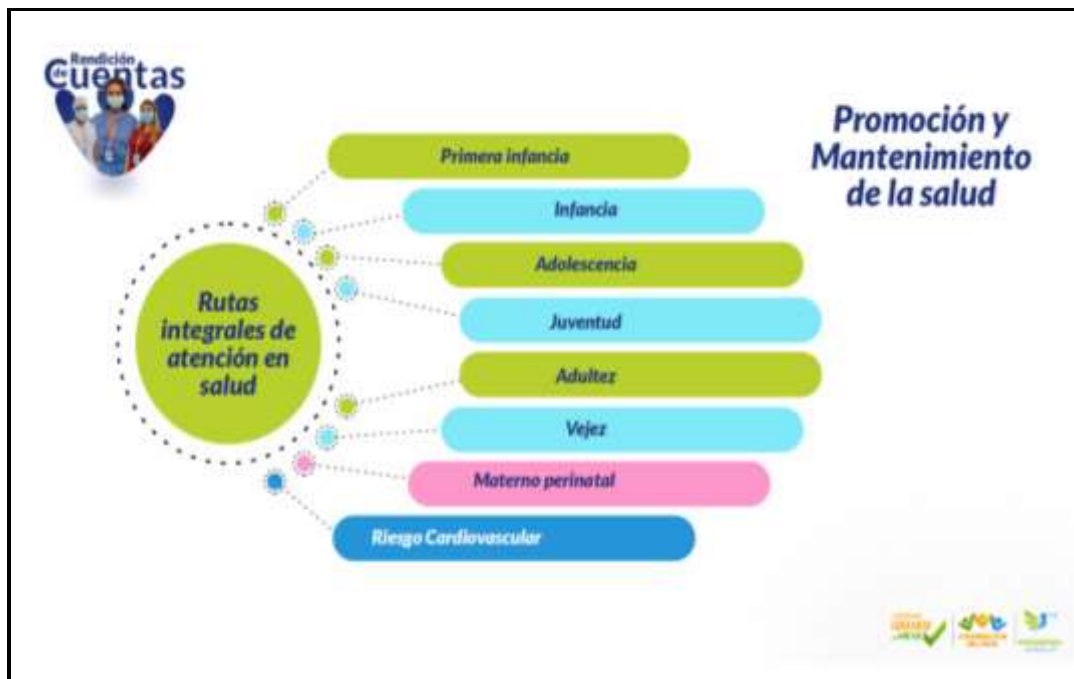 Rendición
de
Cuentas
Promoción y
Mantenimiento
de la salud
Primera infancia
Infancia
Adolescencia
Juventud
Adultez
Vejez
Materno perinatal
Riesgo Cardiovascular
Rutas
integrales de
atención en
salud